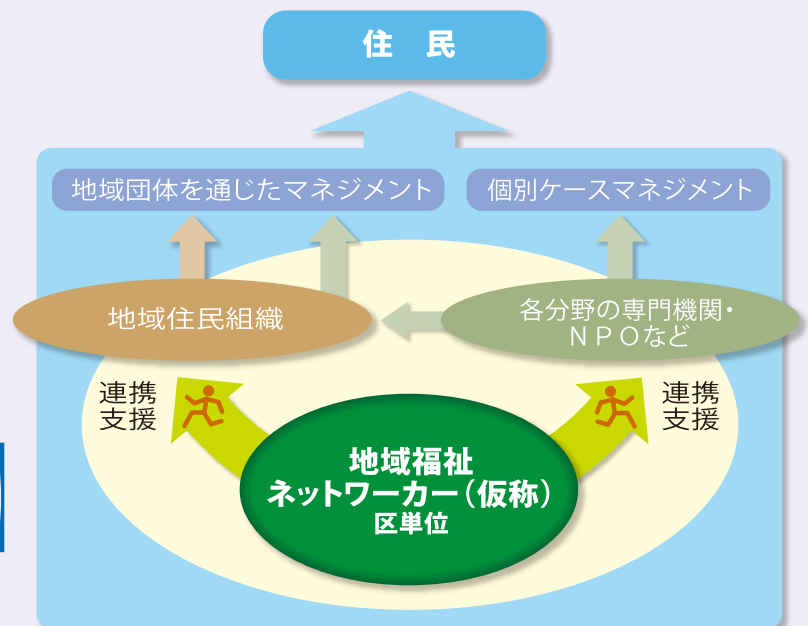 住 民
地域団体を通じたマネジメント
個別ケースマネジメント
地域住民組織
各分野の専門機関・
NPOなど
連携
支援
連携
支援
地域福祉
ネットワーカー(仮称)
区単位